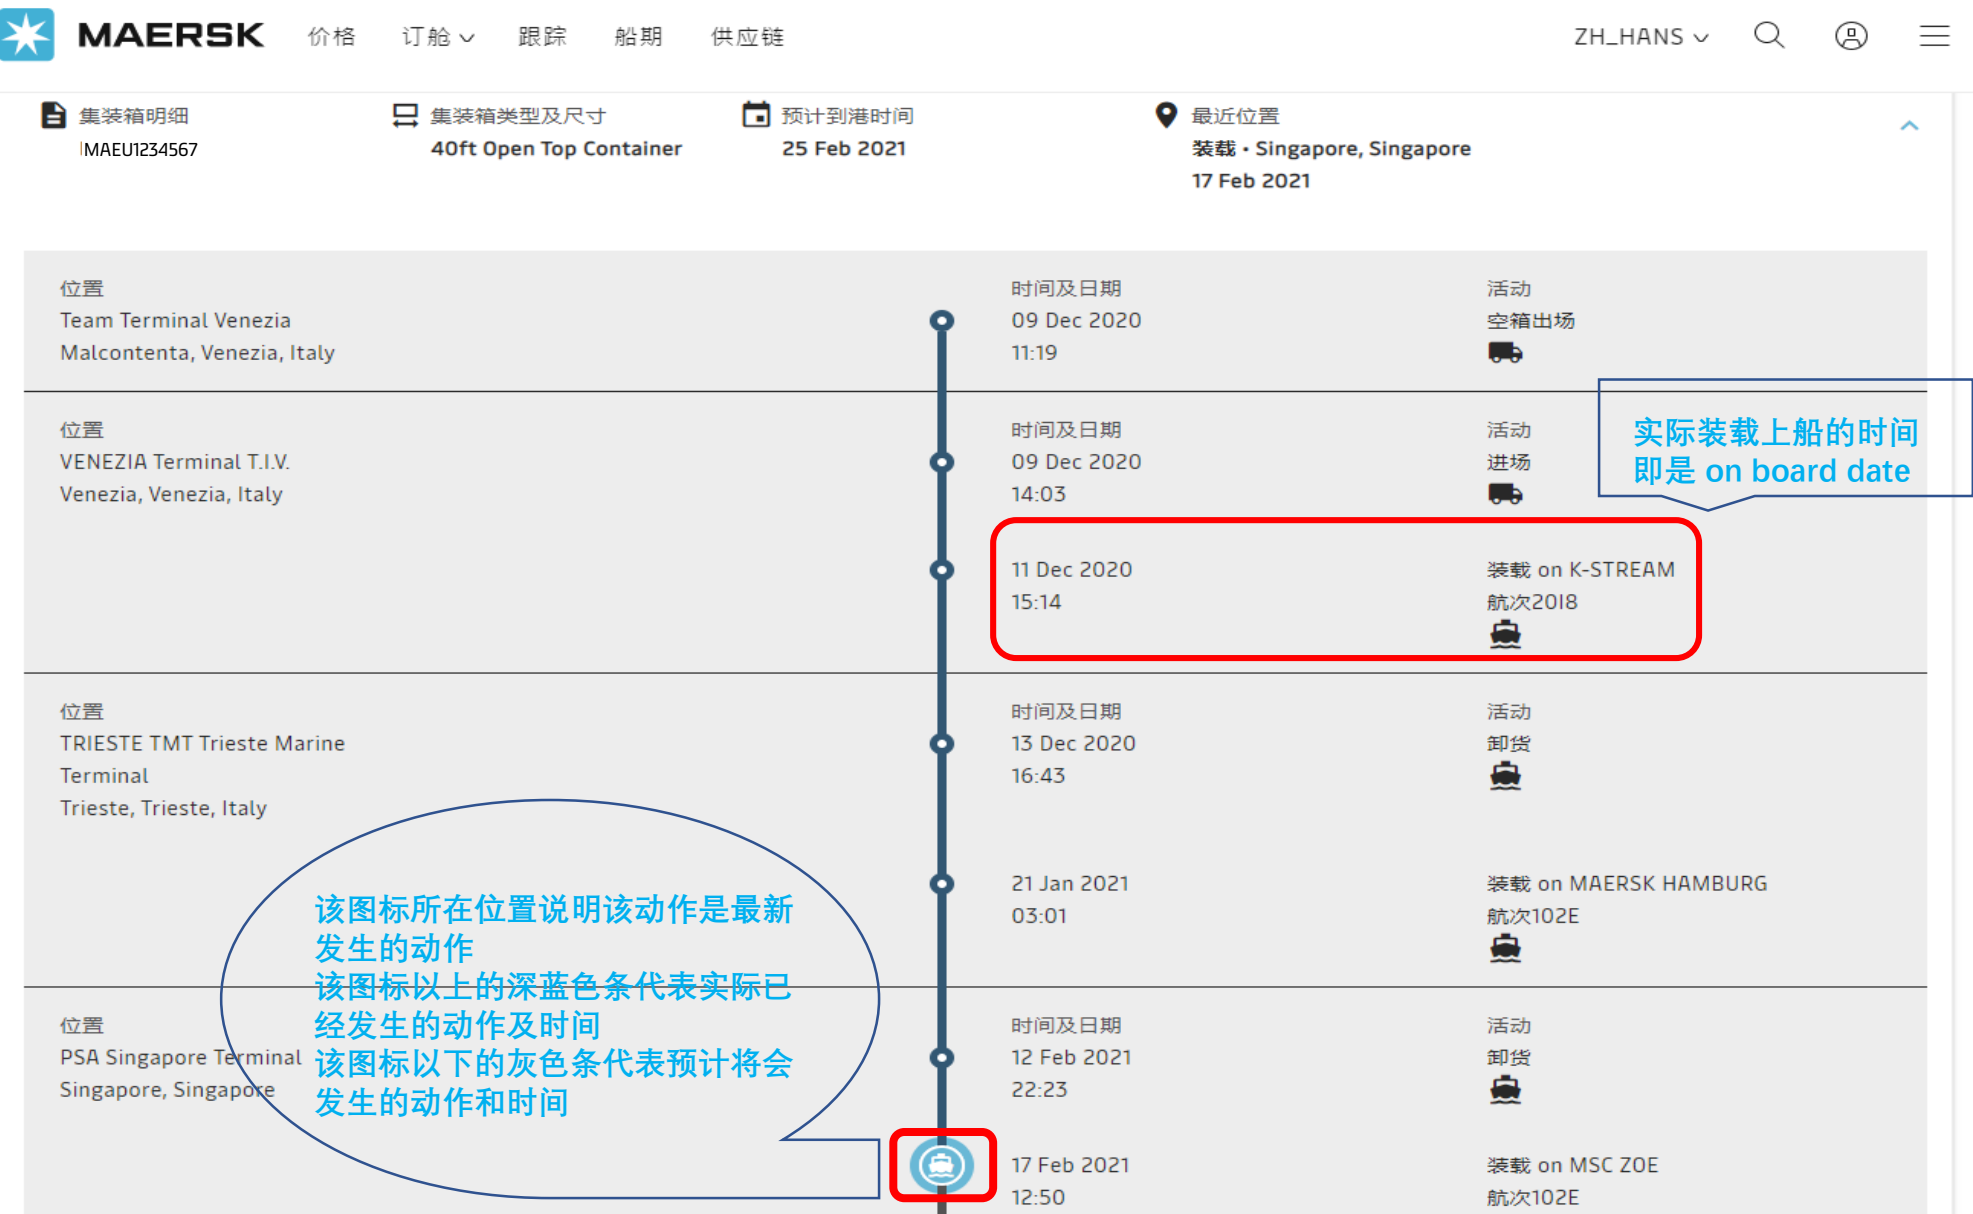 MAERSK 价格 订舱 跟踪 船期 供应链 ZH_HANS
集装箱明细 集装箱类型及尺寸 预计到港时间 最近位置
MAEU1234567 40ft Open Top Container 25 Feb 2021 装载 • Singapore, Singapore
17 Feb 2021
位置 时间及日期 活动
Team Terminal Venezia 09 Dec 2020 空箱出场
Malcontenta, Venezia, Italy 11:19
位置 时间及日期 活动
VENEZIA Terminal T.I.V. 09 Dec 2020 进场
Venezia, Venezia, Italy 14:03
实际装载上船的时间
即是 on board date
11 Dec 2020 装载 on K-STREAM
15:14 航次20I8
位置 时间及日期 活动
TRIESTE TMT Trieste Marine 13 Dec 2020 卸货
Terminal 16:43
Trieste, Trieste, Italy
21 Jan 2021 装载 on MAERSK HAMBURG
03:01 航次102E
该图标所在位置说明该动作是最新
发生的动作
该图标以上的深蓝色条代表实际已
经发生的动作及时间
该图标以下的灰色条代表预计将会
发生的动作和时间
位置 时间及日期 活动
PSA Singapore Terminal 12 Feb 2021 卸货
Singapore, Singapore 22:23
17 Feb 2021 装载 on MSC ZOE
12:50 航次102E